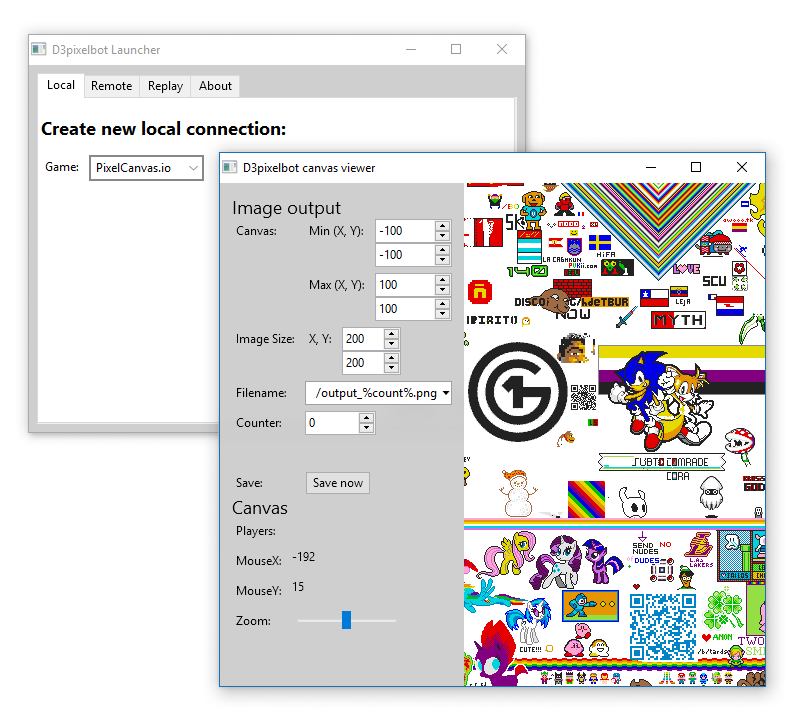 D3pixelbot Launcher
Local Remote Replay About
Create new local connection:
Game: PixelCanvas.io
D3pixelbot canvas viewer
Image output
Canvas: Min (X, Y): -100
-100
Max (X, Y): 100
100
Image Size: X, Y: 200
200
Filename: /output_%count%.png
Counter: 0
Save: Save now
Canvas
Players:
MouseX: -192
MouseY: 15
Zoom:
HIFA
LOVE
SCU
LEJA
NOW
MYTH
SUBTO COMRADE
CORA
SEND
NUDES
NO
DUDES
LAKERS
CUTE!!!
ANON
/b/tards
TWO